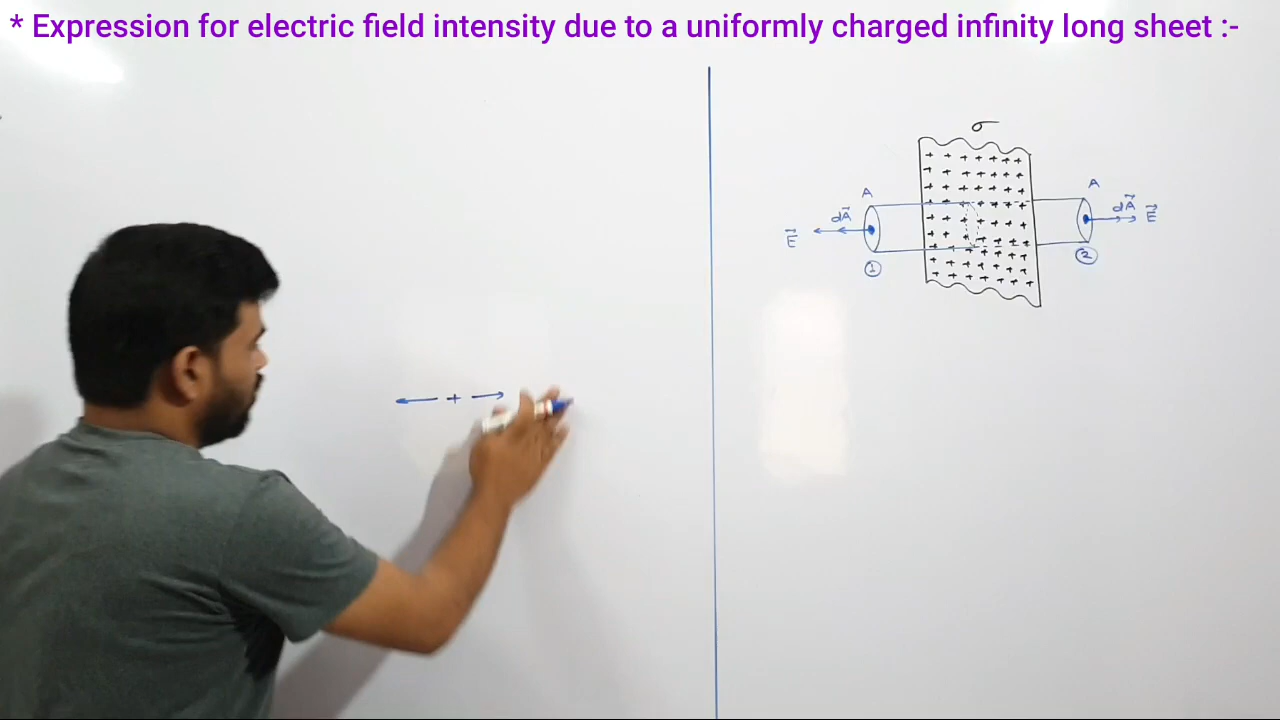 * Expression for electric field intensity due to a uniformly charged infinity long sheet :-
σ
A
A
dA⃗
dA⃗
E⃗
E⃗
1
2
+